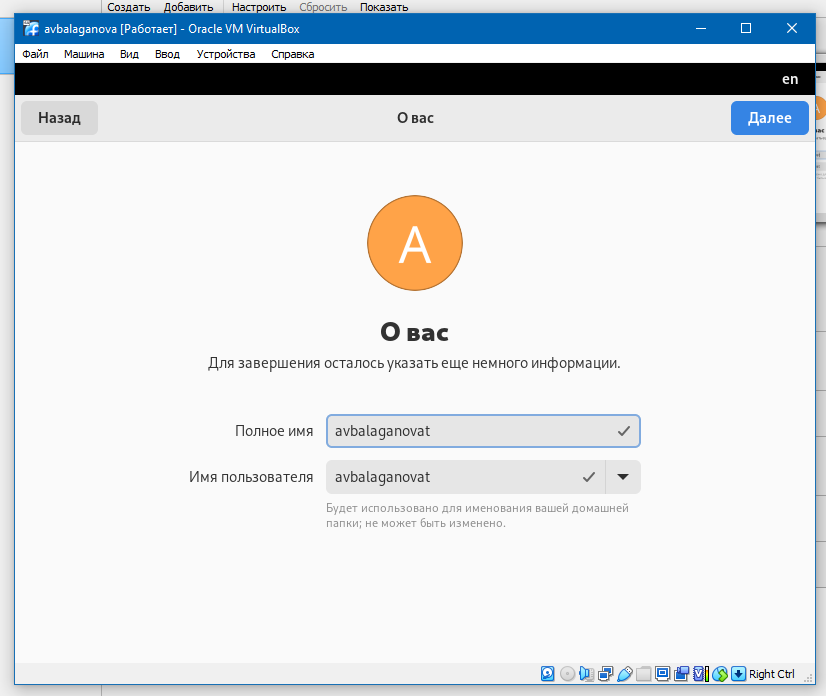 Создать Добавить Настроить Сбросить Показать
avbalaganova [Работает] - Oracle VM VirtualBox
Файл Машина Вид Ввод Устройства Справка
en
Назад О вас Далее
A
О вас
Для завершения осталось указать еще немного информации.
Полное имя avbalaganovat
Имя пользователя avbalaganovat
Будет использовано для именования вашей домашней
папки; не может быть изменено.
Right Ctrl